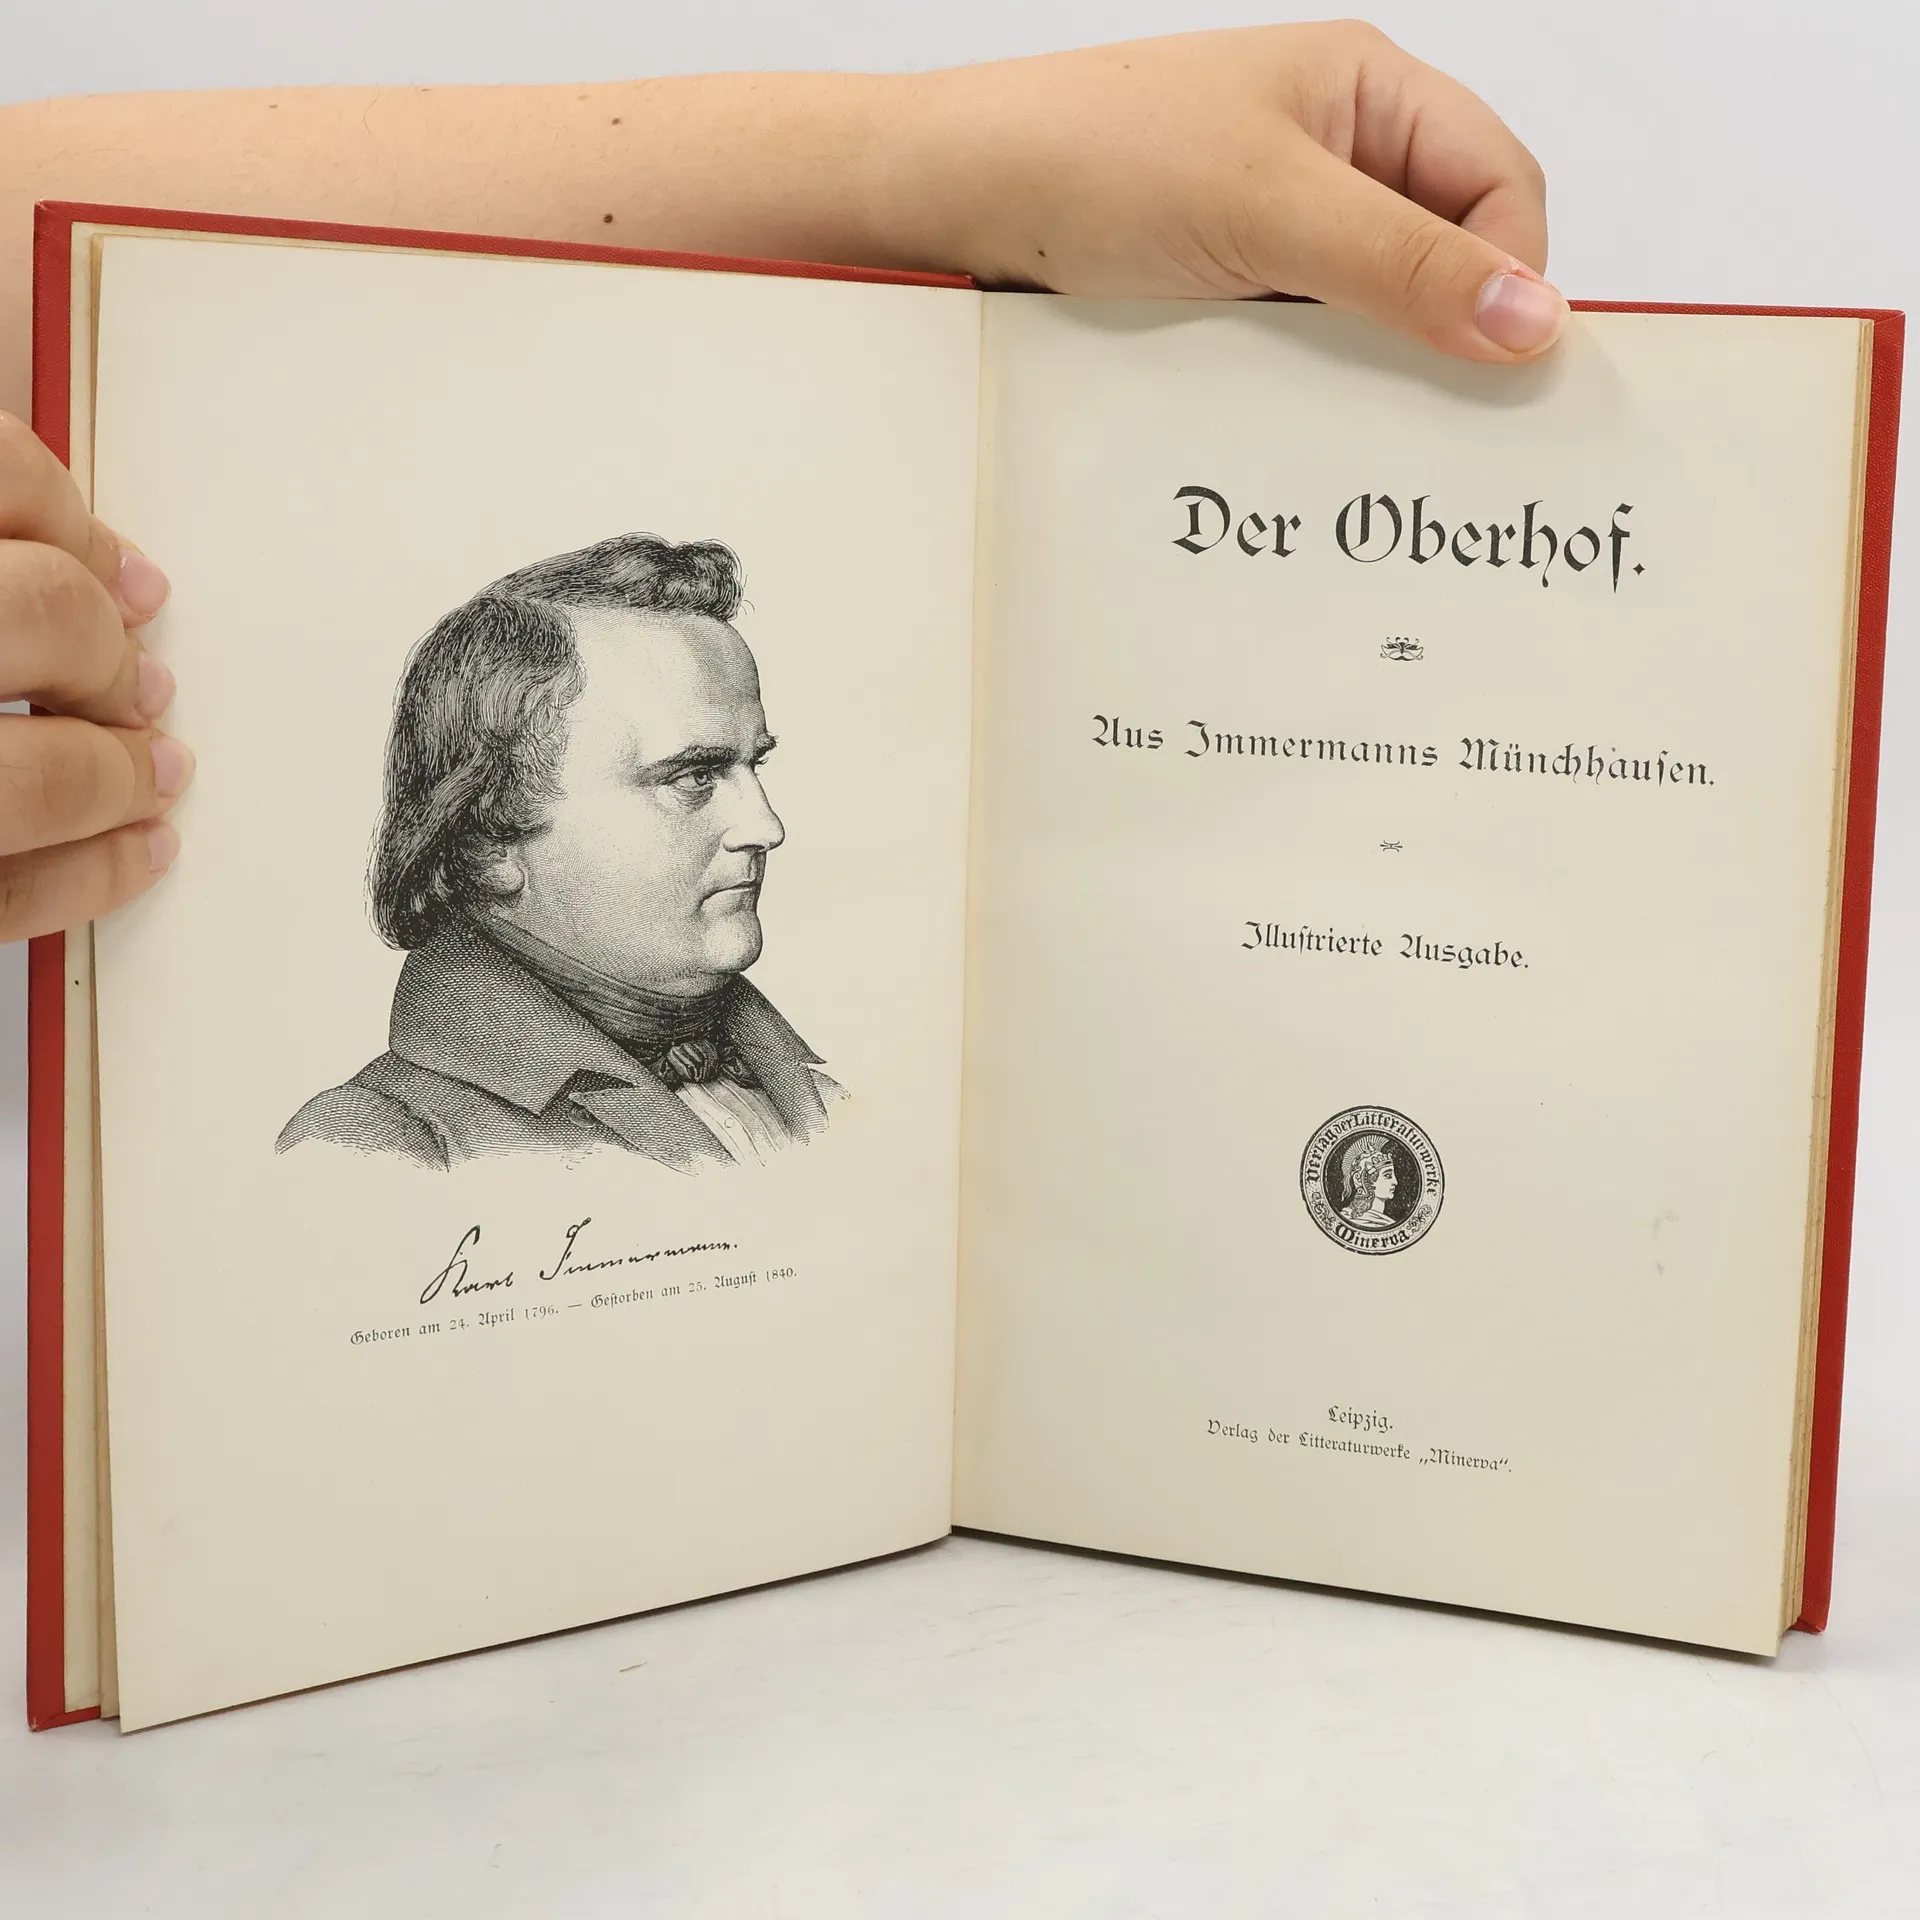 Karl Immermann.
Geboren am 24. April 1796. — Geſtorben am 25. Auguſt 1840.
Der Oberhof.
Aus Immermanns Münchhauſen.
Illuſtrierte Ausgabe.
Verlag der Litteraturwerke
Minerva
Leipzig.
Verlag der Litteraturwerke „Minerva“.